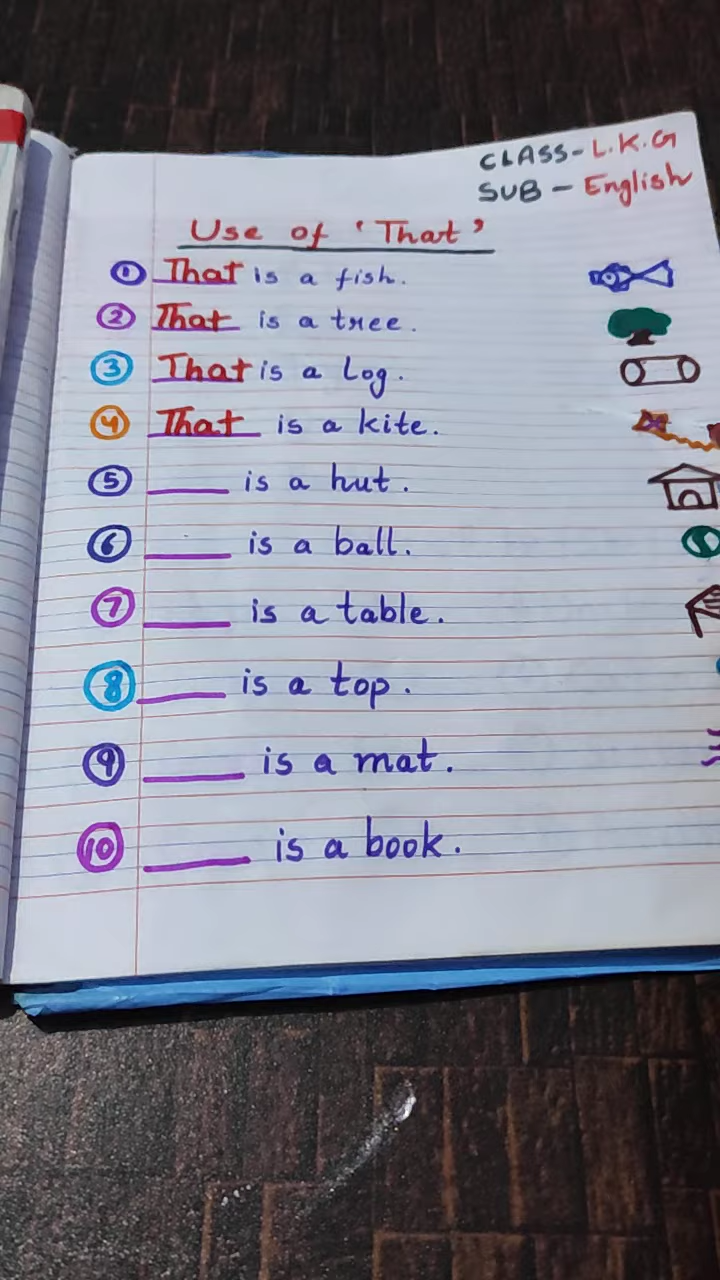 CLASS-L.K.G
SUB - English
Use of 'That'
1 That is a fish.
2 That is a tree.
3 That is a Log.
4 That is a kite.
5 ____ is a hut.
6 ____ is a ball.
7 ____ is a table.
8 ____ is a top.
9 ____ is a mat.
10 ____ is a book.